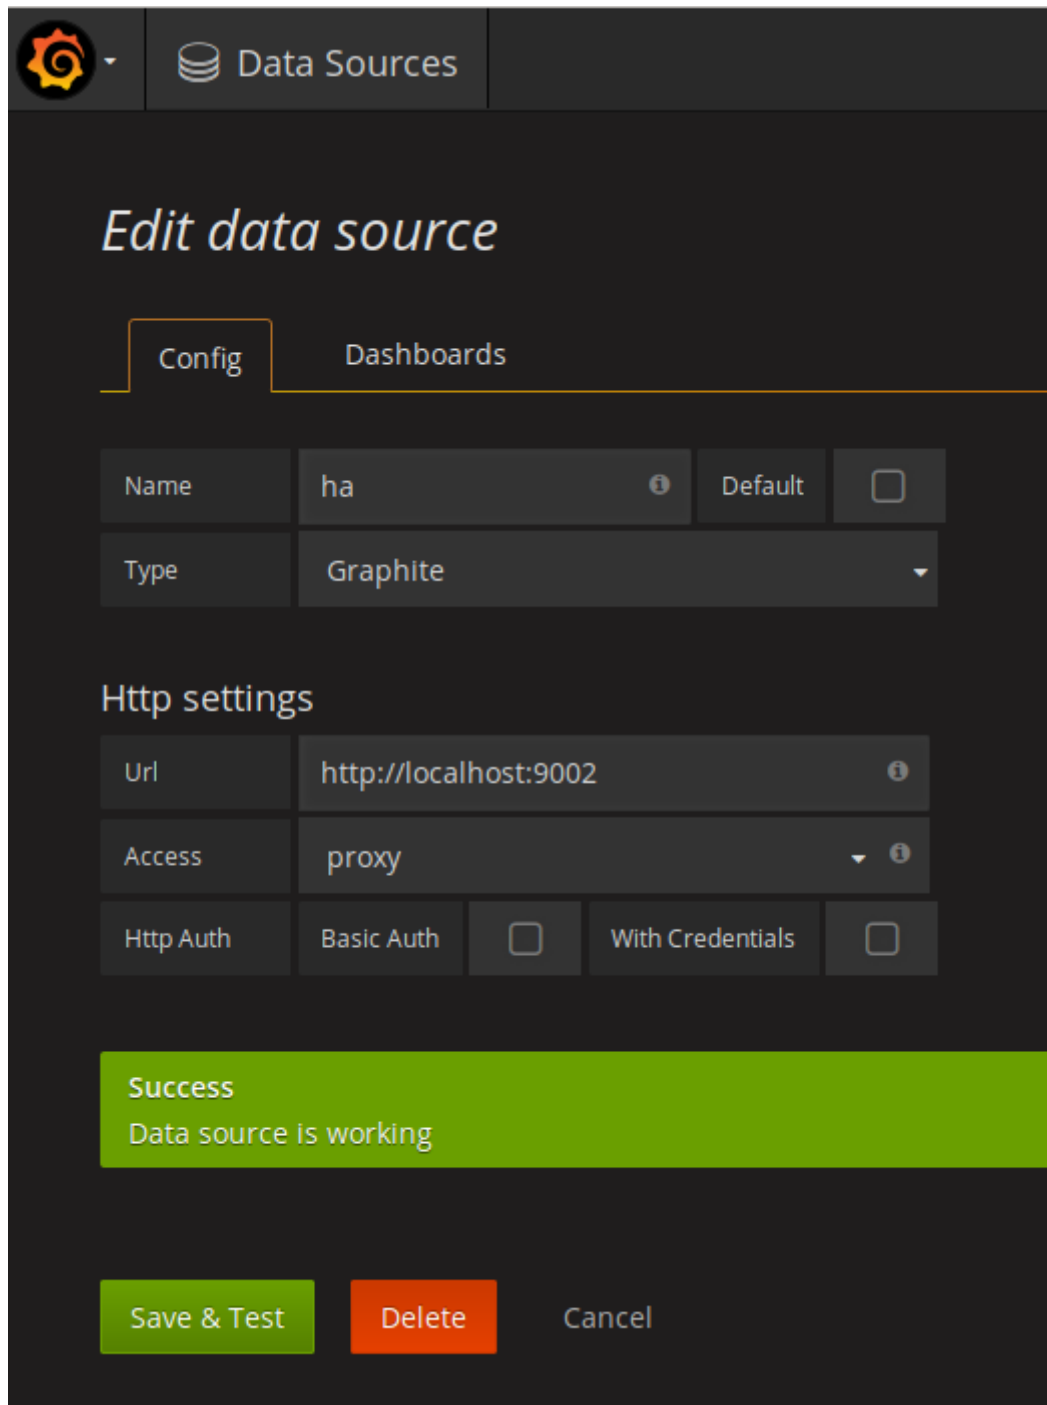 Data Sources
Edit data source
Config Dashboards
Name ha Default
Type Graphite
Http settings
Url http://localhost:9002
Access proxy
Http Auth Basic Auth With Credentials
Success
Data source is working
Save & Test Delete Cancel